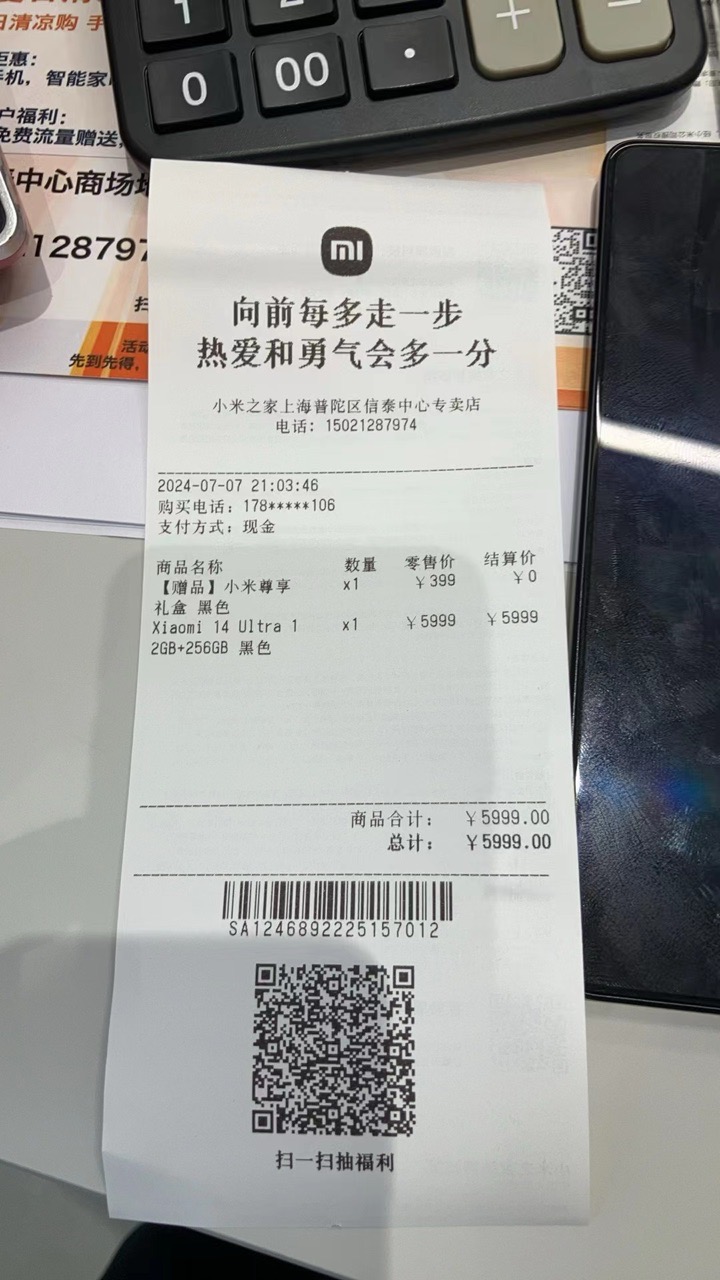 1
0
00
·
+
日清凉购 手
手机，智能家
户福利：
免费流量赠送，
中心商场
128797
扫
活动
先到先得，
mi
向前每多走一步
热爱和勇气会多一分
小米之家上海普陀区信泰中心专卖店
电话: 15021287974
2024-07-07 21:03:46
购买电话: 178*****106
支付方式: 现金
商品名称 数量 零售价 结算价
【赠品】小米尊享 x1 ￥399 ￥0
礼盒 黑色
Xiaomi 14 Ultra 1 x1 ￥5999 ￥5999
2GB+256GB 黑色
商品合计: ￥5999.00
总计: ￥5999.00
SA1246892225157012
扫一扫抽福利